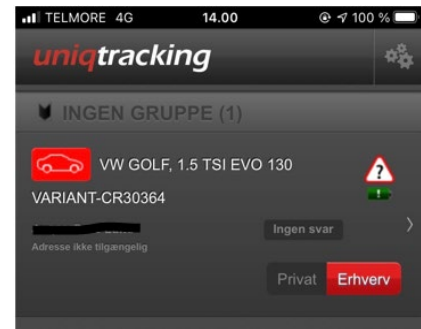 TELMORE 4G 14.00 100 %
uniqtracking
INGEN GRUPPE (1)
VW GOLF, 1.5 TSI EVO 130
VARIANT-CR30364
Ingen svar
Adresse ikke tilgængelig
Privat Erhverv